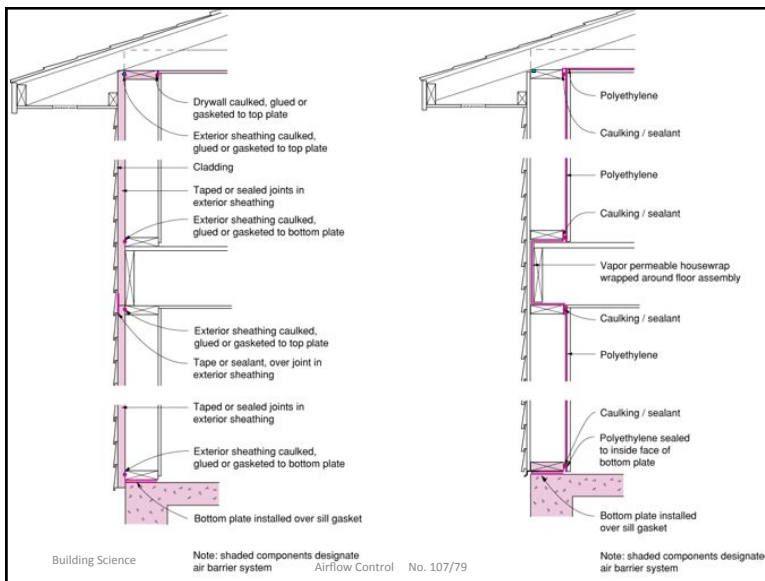 Drywall caulked, glued or
gasketed to top plate
Exterior sheathing caulked,
glued or gasketed to top plate
Cladding
Taped or sealed joints in
exterior sheathing
Exterior sheathing caulked,
glued or gasketed to bottom plate
Exterior sheathing caulked,
glued or gasketed to top plate
Tape or sealant, over joint in
exterior sheathing
Taped or sealed joints in
exterior sheathing
Exterior sheathing caulked,
glued or gasketed to bottom plate
Bottom plate installed over sill gasket
Note: shaded components designate
air barrier system
Polyethylene
Caulking / sealant
Polyethylene
Caulking / sealant
Vapor permeable housewrap
wrapped around floor assembly
Caulking / sealant
Polyethylene
Caulking / sealant
Polyethylene sealed
to inside face of
bottom plate
Bottom plate installed
over sill gasket
Note: shaded components designate
air barrier system
Building Science
Airflow Control No. 107/79